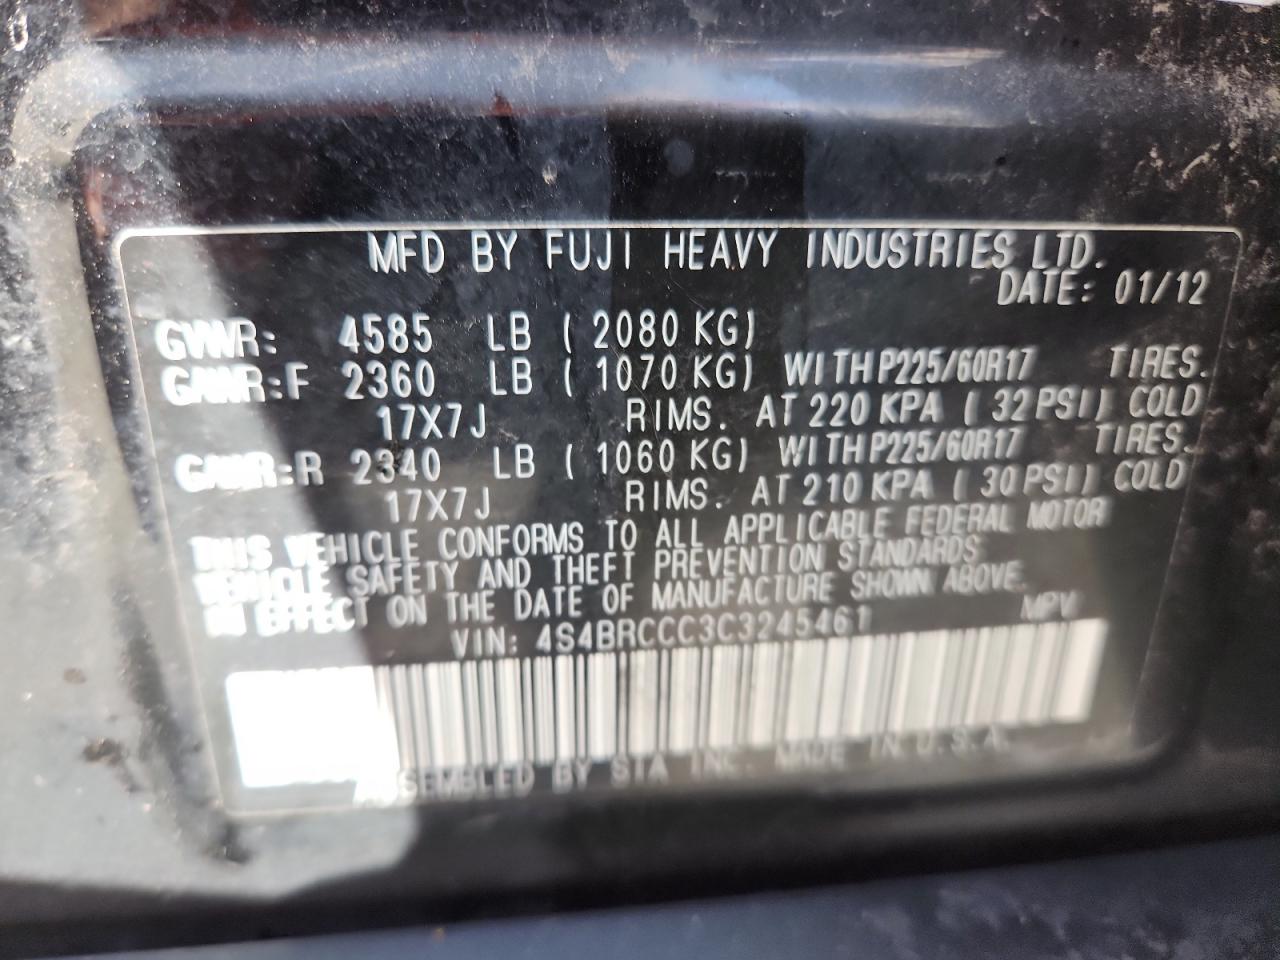 MFD BY FUJI HEAVY INDUSTRIES LTD.
DATE: 01/12
GVWR: 4585 LB ( 2080 KG)
GAWR:F 2360 LB ( 1070 KG) WITH P225/60R17 TIRES.
17X7J RIMS. AT 220 KPA ( 32 PSI) COLD
GAWR:R 2340 LB ( 1060 KG) WITH P225/60R17 TIRES.
17X7J RIMS. AT 210 KPA ( 30 PSI) COLD
THIS VEHICLE CONFORMS TO ALL APPLICABLE FEDERAL MOTOR
VEHICLE SAFETY AND THEFT PREVENTION STANDARDS
IN EFFECT ON THE DATE OF MANUFACTURE SHOWN ABOVE.
VIN: 4S4BRCCC3C3245461 MPV
ASSEMBLED BY SIA INC. MADE IN U.S.A.